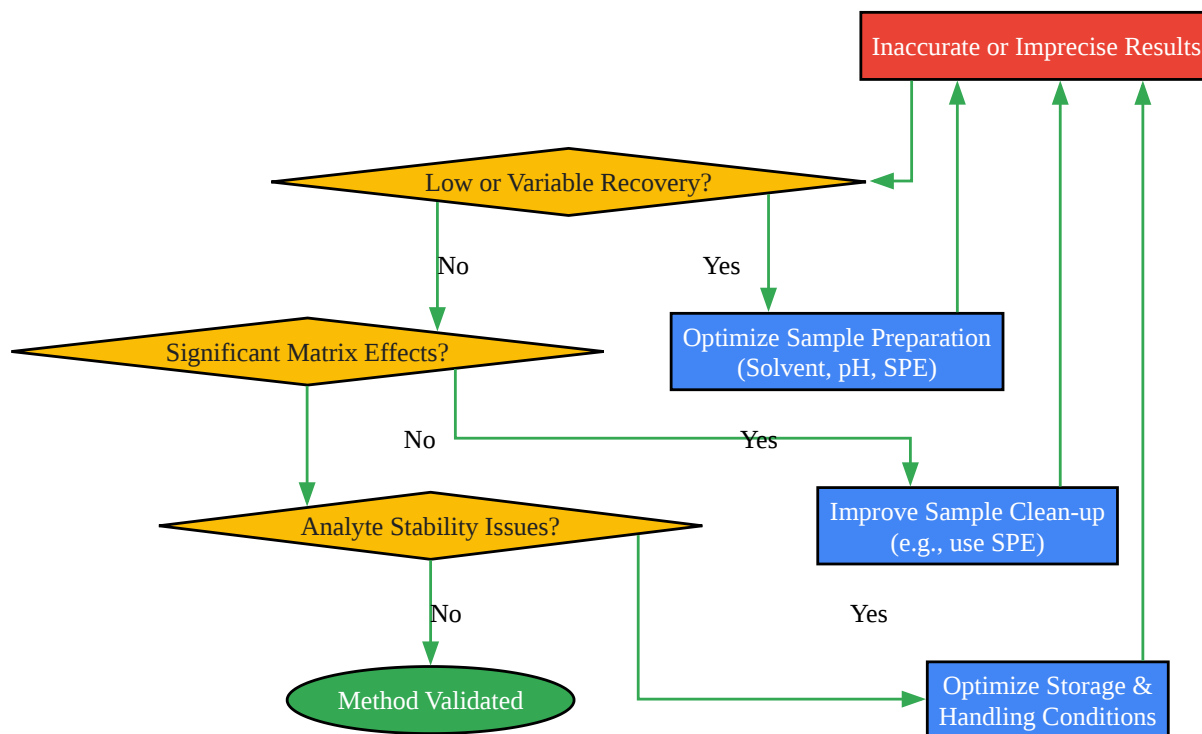 Inaccurate or Imprecise Results
Low or Variable Recovery?
No
Yes
Optimize Sample Preparation
(Solvent, pH, SPE)
Significant Matrix Effects?
No
Yes
Improve Sample Clean-up
(e.g., use SPE)
Analyte Stability Issues?
No
Yes
Optimize Storage &
Handling Conditions
Method Validated